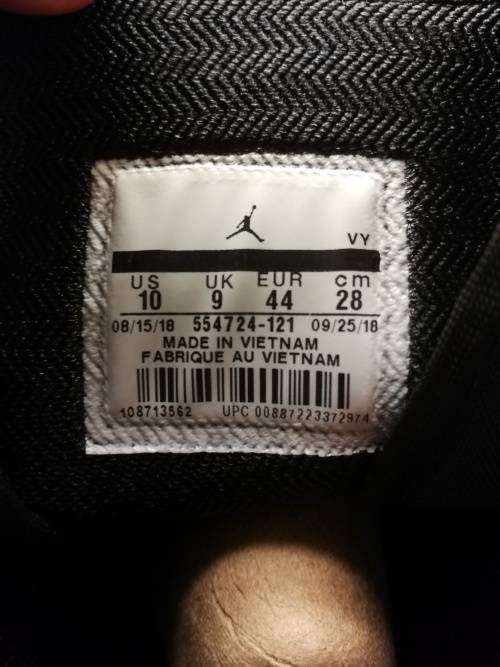 VY
US UK EUR cm
10 9 44 28
08/15/18 554724-121 09/25/18
MADE IN VIETNAM
FABRIQUE AU VIETNAM
108713562 UPC 00887223372974